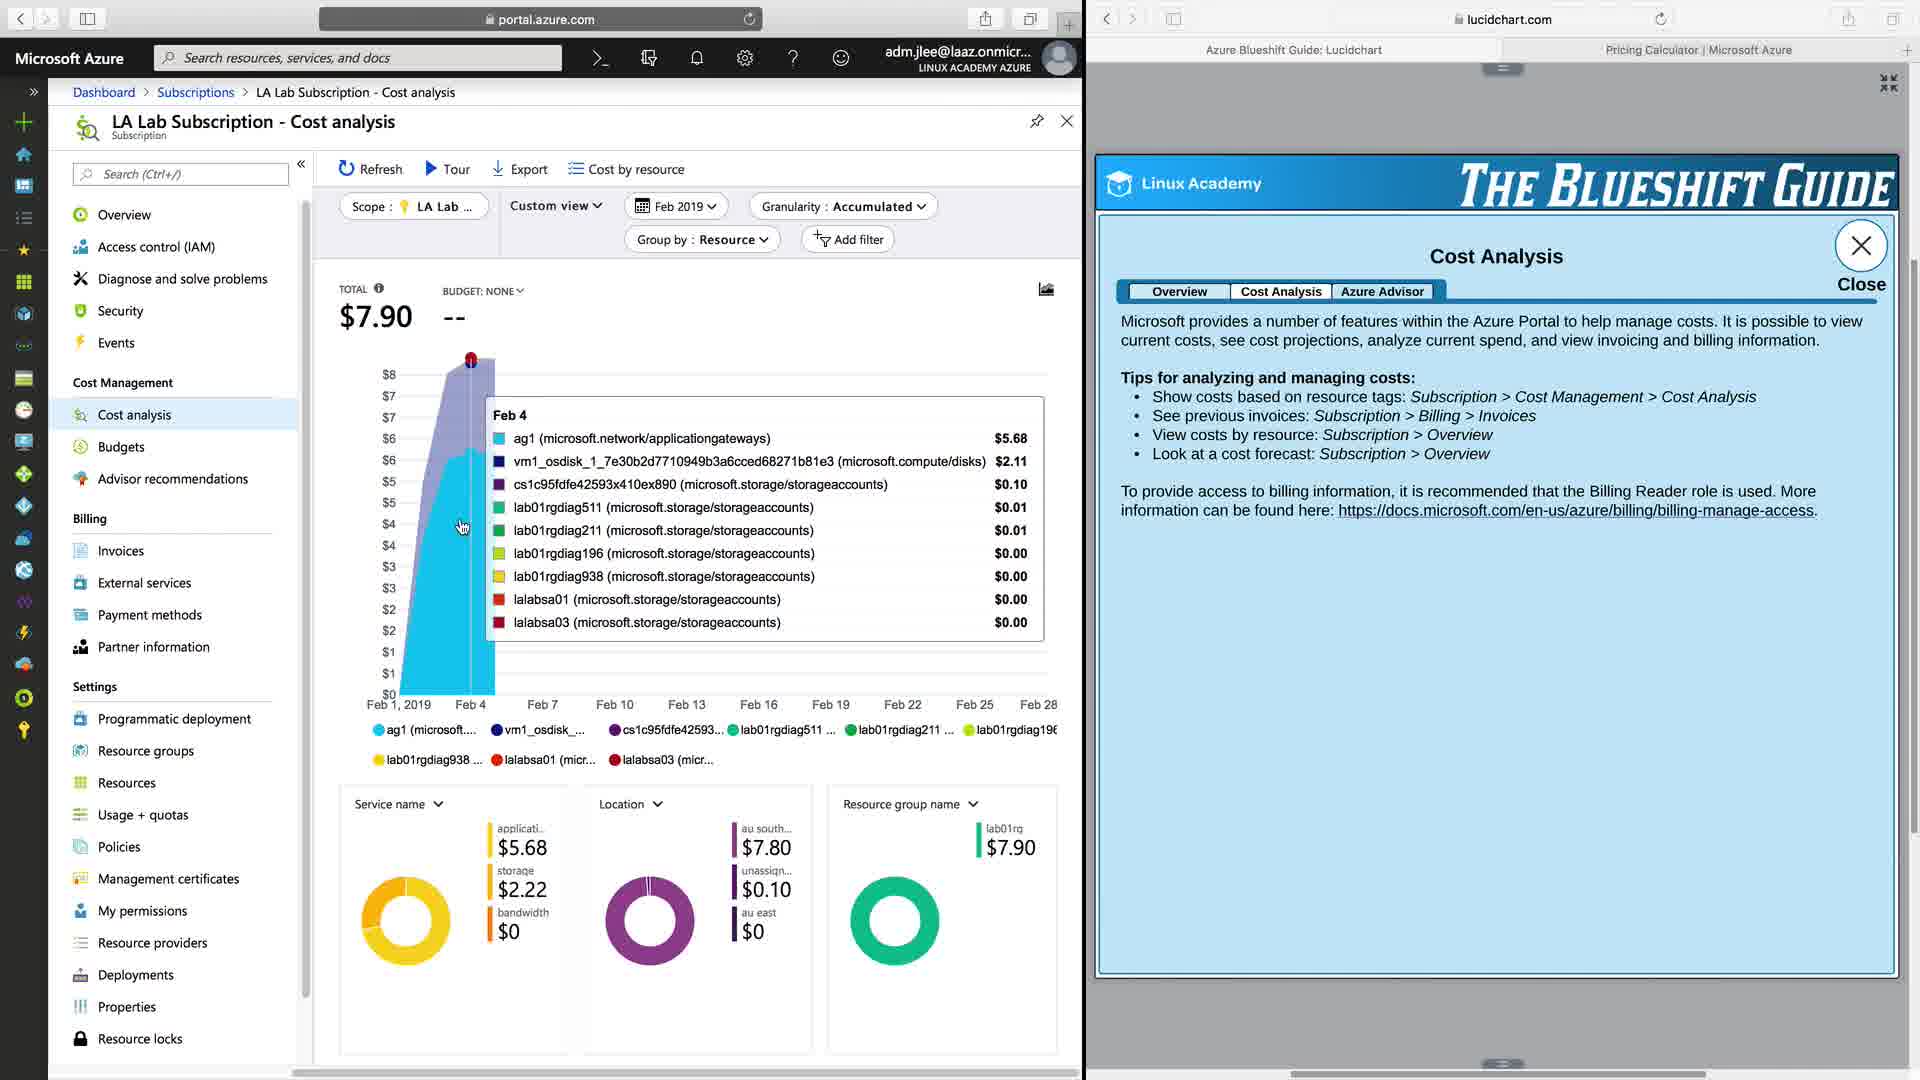 portal.azure.com
Microsoft Azure
Search resources, services, and docs
adm.jlee@laaz.onmicr...
LINUX ACADEMY AZURE
Dashboard > Subscriptions > LA Lab Subscription - Cost analysis
LA Lab Subscription - Cost analysis
Subscription
Search (Ctrl+/)
Overview
Access control (IAM)
Diagnose and solve problems
Security
Events
Cost Management
Cost analysis
Budgets
Advisor recommendations
Billing
Invoices
External services
Payment methods
Partner information
Settings
Programmatic deployment
Resource groups
Resources
Usage + quotas
Policies
Management certificates
My permissions
Resource providers
Deployments
Properties
Resource locks
Refresh Tour Export Cost by resource
Scope : LA Lab ... Custom view Feb 2019 Granularity : Accumulated
Group by : Resource Add filter
TOTAL BUDGET: NONE
$7.90 --
$8
$7
$7
$6
$6
$5
$5
$4
$4
$3
$3
$2
$2
$1
$1
$0
Feb 4
ag1 (microsoft.network/applicationgateways) $5.68
vm1_osdisk_1_7e30b2d7710949b3a6cced68271b81e3 (microsoft.compute/disks) $2.11
cs1c95fdfe42593x410ex890 (microsoft.storage/storageaccounts) $0.10
lab01rgdiag511 (microsoft.storage/storageaccounts) $0.01
lab01rgdiag211 (microsoft.storage/storageaccounts) $0.01
lab01rgdiag196 (microsoft.storage/storageaccounts) $0.00
lab01rgdiag938 (microsoft.storage/storageaccounts) $0.00
lalabsa01 (microsoft.storage/storageaccounts) $0.00
lalabsa03 (microsoft.storage/storageaccounts) $0.00
Feb 1, 2019 Feb 4 Feb 7 Feb 10 Feb 13 Feb 16 Feb 19 Feb 22 Feb 25 Feb 28
ag1 (microsoft.... vm1_osdisk_... cs1c95fdfe42593... lab01rgdiag511 ... lab01rgdiag211 ... lab01rgdiag196
lab01rgdiag938 ... lalabsa01 (micr... lalabsa03 (micr...
Service name
applicati..
$5.68
storage
$2.22
bandwidth
$0
Location
au south...
$7.80
unassign...
$0.10
au east
$0
Resource group name
lab01rg
$7.90
lucidchart.com
Azure Blueshift Guide: Lucidchart
Pricing Calculator | Microsoft Azure
Linux Academy
THE BLUESHIFT GUIDE
Cost Analysis
Close
Overview Cost Analysis Azure Advisor
Microsoft provides a number of features within the Azure Portal to help manage costs. It is possible to view
current costs, see cost projections, analyze current spend, and view invoicing and billing information.
Tips for analyzing and managing costs:
• Show costs based on resource tags: Subscription > Cost Management > Cost Analysis
• See previous invoices: Subscription > Billing > Invoices
• View costs by resource: Subscription > Overview
• Look at a cost forecast: Subscription > Overview
To provide access to billing information, it is recommended that the Billing Reader role is used. More
information can be found here: https://docs.microsoft.com/en-us/azure/billing/billing-manage-access.